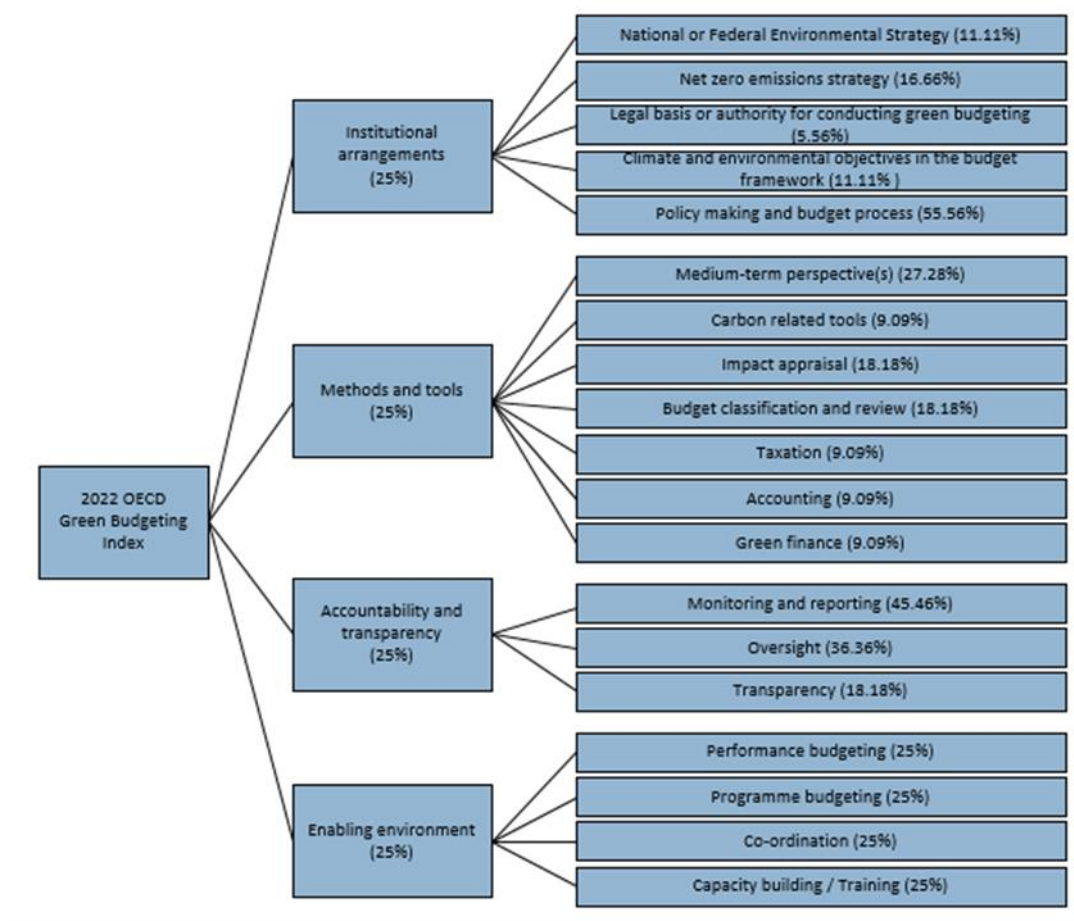 2022 OECD
Green Budgeting
Index
Institutional
arrangements
(25%)
National or Federal Environmental Strategy (11.11%)
Net zero emissions strategy (16.66%)
Legal basis or authority for conducting green budgeting
(5.56%)
Climate and environmental objectives in the budget
framework (11.11% )
Policy making and budget process (55.56%)
Methods and tools
(25%)
Medium-term perspective(s) (27.28%)
Carbon related tools (9.09%)
Impact appraisal (18.18%)
Budget classification and review (18.18%)
Taxation (9.09%)
Accounting (9.09%)
Green finance (9.09%)
Accountability and
transparency
(25%)
Monitoring and reporting (45.46%)
Oversight (36.36%)
Transparency (18.18%)
Enabling environment
(25%)
Performance budgeting (25%)
Programme budgeting (25%)
Co-ordination (25%)
Capacity building / Training (25%)